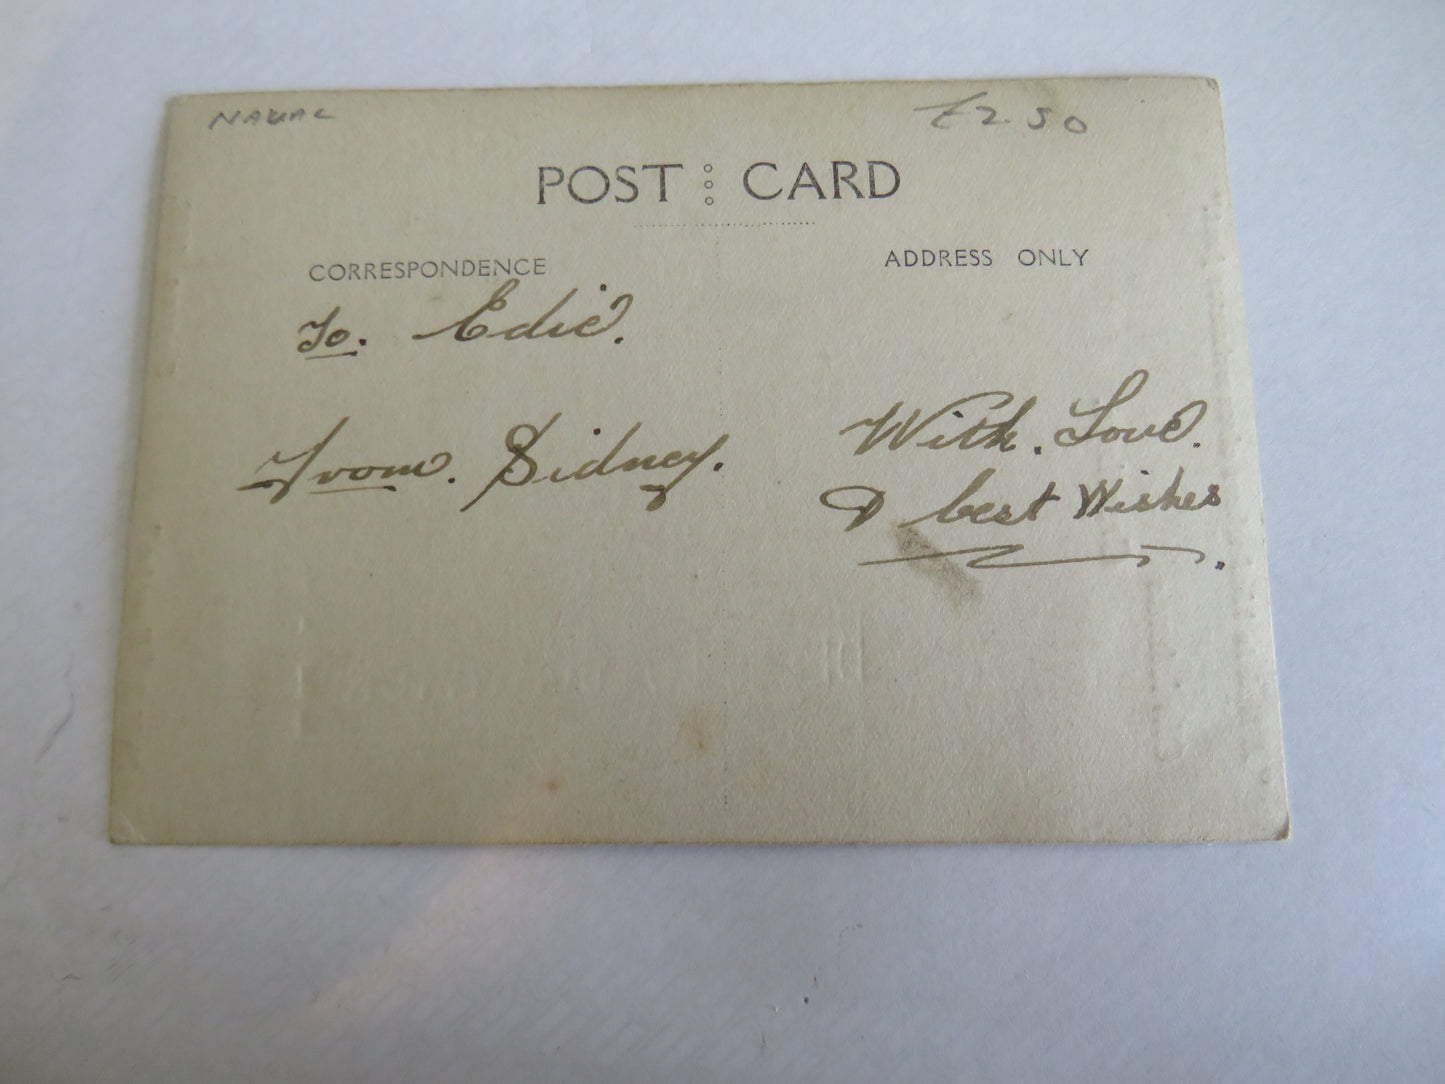 NAVAL
£2.50
POST CARD
CORRESPONDENCE
ADDRESS ONLY
To. Edie.
From. Sidney.
With. Love.
& best Wishes